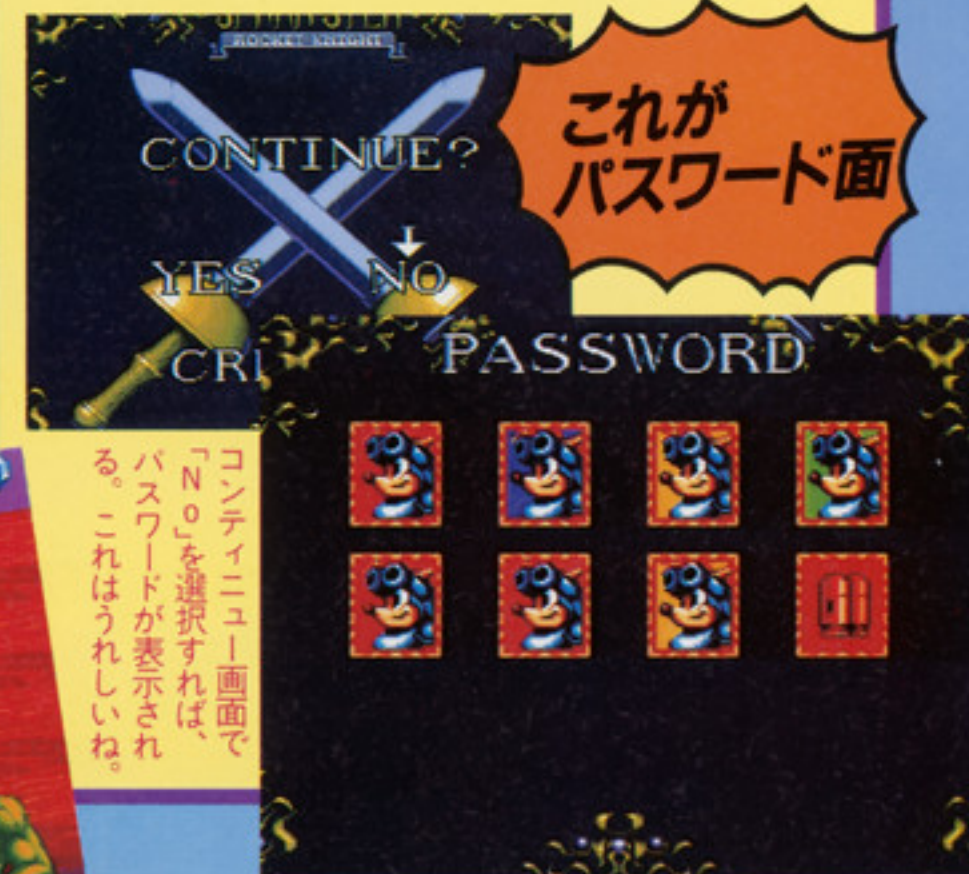 ROCKET KNIGHT
CONTINUE?
YES NO
CRE
これが
パスワード面
PASSWORD
コンティニュー画面で
「No」を選択すれば、
パスワードが表示され
る。これはうれしいね。